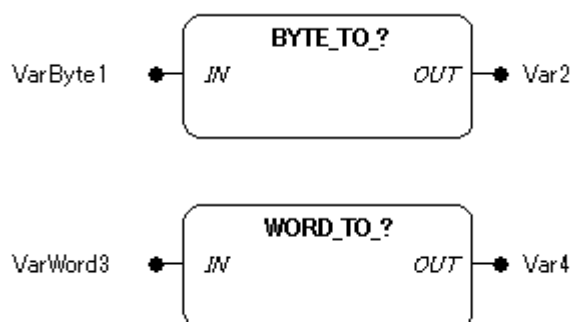 BYTE_TO_?
VarByte1 IN OUT Var2
WORD_TO_?
VarWord3 IN OUT Var4